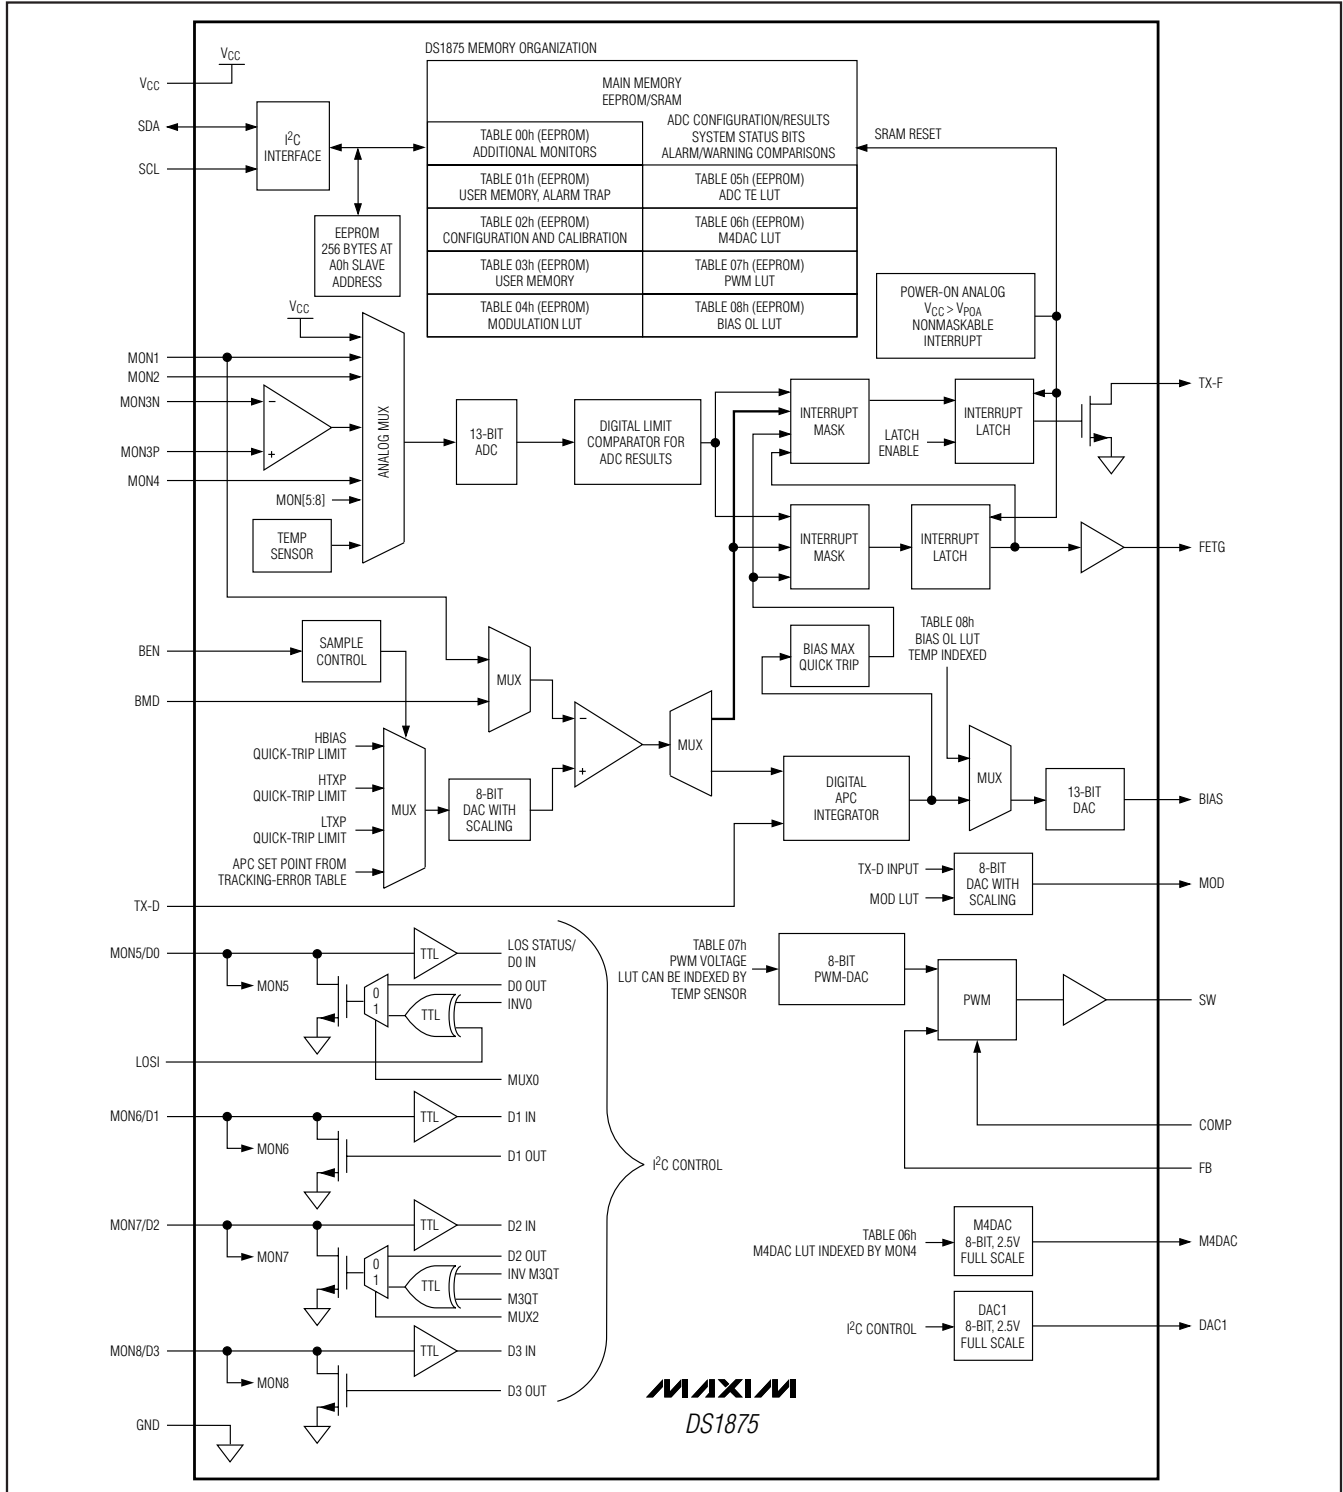 DS1875 MEMORY ORGANIZATION
VCC
VCC
SDA
SCL
I2C
INTERFACE
EEPROM
256 BYTES AT
A0h SLAVE
ADDRESS
MAIN MEMORY
EEPROM/SRAM
ADC CONFIGURATION/RESULTS
SYSTEM STATUS BITS
ALARM/WARNING COMPARISONS
TABLE 00h (EEPROM)
ADDITIONAL MONITORS
TABLE 01h (EEPROM)
USER MEMORY, ALARM TRAP
TABLE 05h (EEPROM)
ADC TE LUT
TABLE 02h (EEPROM)
CONFIGURATION AND CALIBRATION
TABLE 06h (EEPROM)
M4DAC LUT
TABLE 03h (EEPROM)
USER MEMORY
TABLE 07h (EEPROM)
PWM LUT
TABLE 04h (EEPROM)
MODULATION LUT
TABLE 08h (EEPROM)
BIAS OL LUT
SRAM RESET
POWER-ON ANALOG
VCC > VPOA
NONMASKABLE
INTERRUPT
VCC
MON1
MON2
MON3N
MON3P
MON4
MON[5:8]
TEMP
SENSOR
−
+
ANALOG MUX
13-BIT
ADC
DIGITAL LIMIT
COMPARATOR FOR
ADC RESULTS
INTERRUPT
MASK
LATCH
ENABLE
INTERRUPT
LATCH
TX-F
INTERRUPT
MASK
INTERRUPT
LATCH
FETG
BEN
SAMPLE
CONTROL
BMD
MUX
HBIAS
QUICK-TRIP LIMIT
HTXP
QUICK-TRIP LIMIT
LTXP
QUICK-TRIP LIMIT
APC SET POINT FROM
TRACKING-ERROR TABLE
MUX
8-BIT
DAC WITH
SCALING
−
+
MUX
BIAS MAX
QUICK TRIP
TABLE 08h
BIAS OL LUT
TEMP INDEXED
DIGITAL
APC
INTEGRATOR
MUX
13-BIT
DAC
BIAS
TX-D INPUT
MOD LUT
8-BIT
DAC WITH
SCALING
MOD
TX-D
MON5/D0
MON5
TTL
LOS STATUS/
D0 IN
D0 OUT
INV0
0
1
TTL
LOSI
MUX0
MON6/D1
MON6
TTL
D1 IN
D1 OUT
I2C CONTROL
MON7/D2
MON7
TTL
D2 IN
D2 OUT
INV M3QT
0
1
TTL
M3QT
MUX2
MON8/D3
MON8
TTL
D3 IN
D3 OUT
GND
TABLE 07h
PWM VOLTAGE
LUT CAN BE INDEXED BY
TEMP SENSOR
8-BIT
PWM-DAC
PWM
SW
COMP
FB
TABLE 06h
M4DAC LUT INDEXED BY MON4
M4DAC
8-BIT, 2.5V
FULL SCALE
M4DAC
I2C CONTROL
DAC1
8-BIT, 2.5V
FULL SCALE
DAC1
MAXIM
DS1875